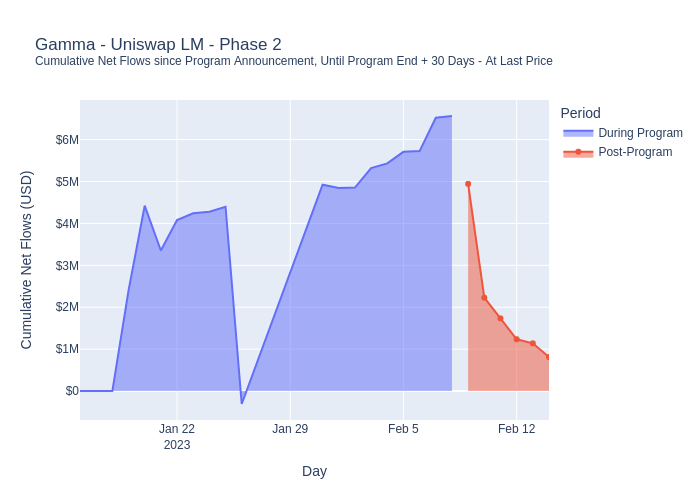 Gamma - Uniswap LM - Phase 2
Cumulative Net Flows since Program Announcement, Until Program End + 30 Days - At Last Price
Period
During Program
Post-Program
Cumulative Net Flows (USD)
$6M
$5M
$4M
$3M
$2M
$1M
$0
Jan 22
2023
Jan 29
Feb 5
Feb 12
Day